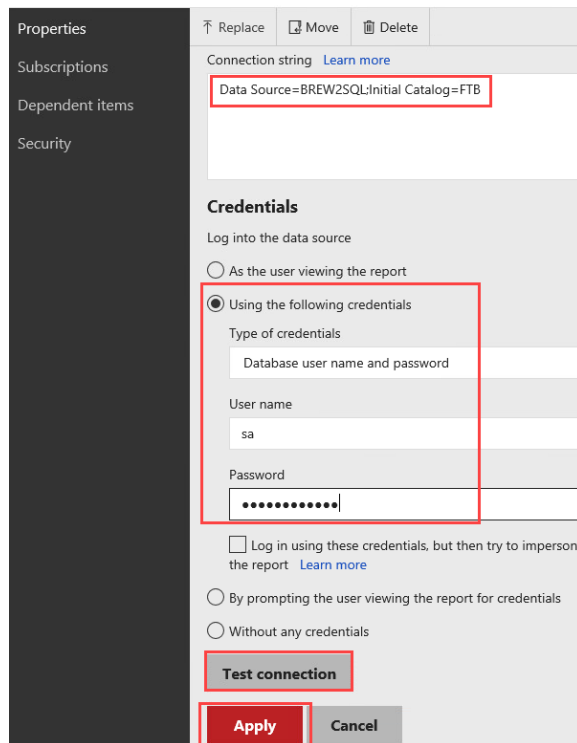 Properties
Subscriptions
Dependent items
Security
Replace Move Delete
Connection string Learn more
Data Source=BREW2SQL;Initial Catalog=FTB
Credentials
Log into the data source
As the user viewing the report
Using the following credentials
Type of credentials
Database user name and password
User name
sa
Password
●●●●●●●●●●●●
Log in using these credentials, but then try to imperson
the report Learn more
By prompting the user viewing the report for credentials
Without any credentials
Test connection
Apply Cancel